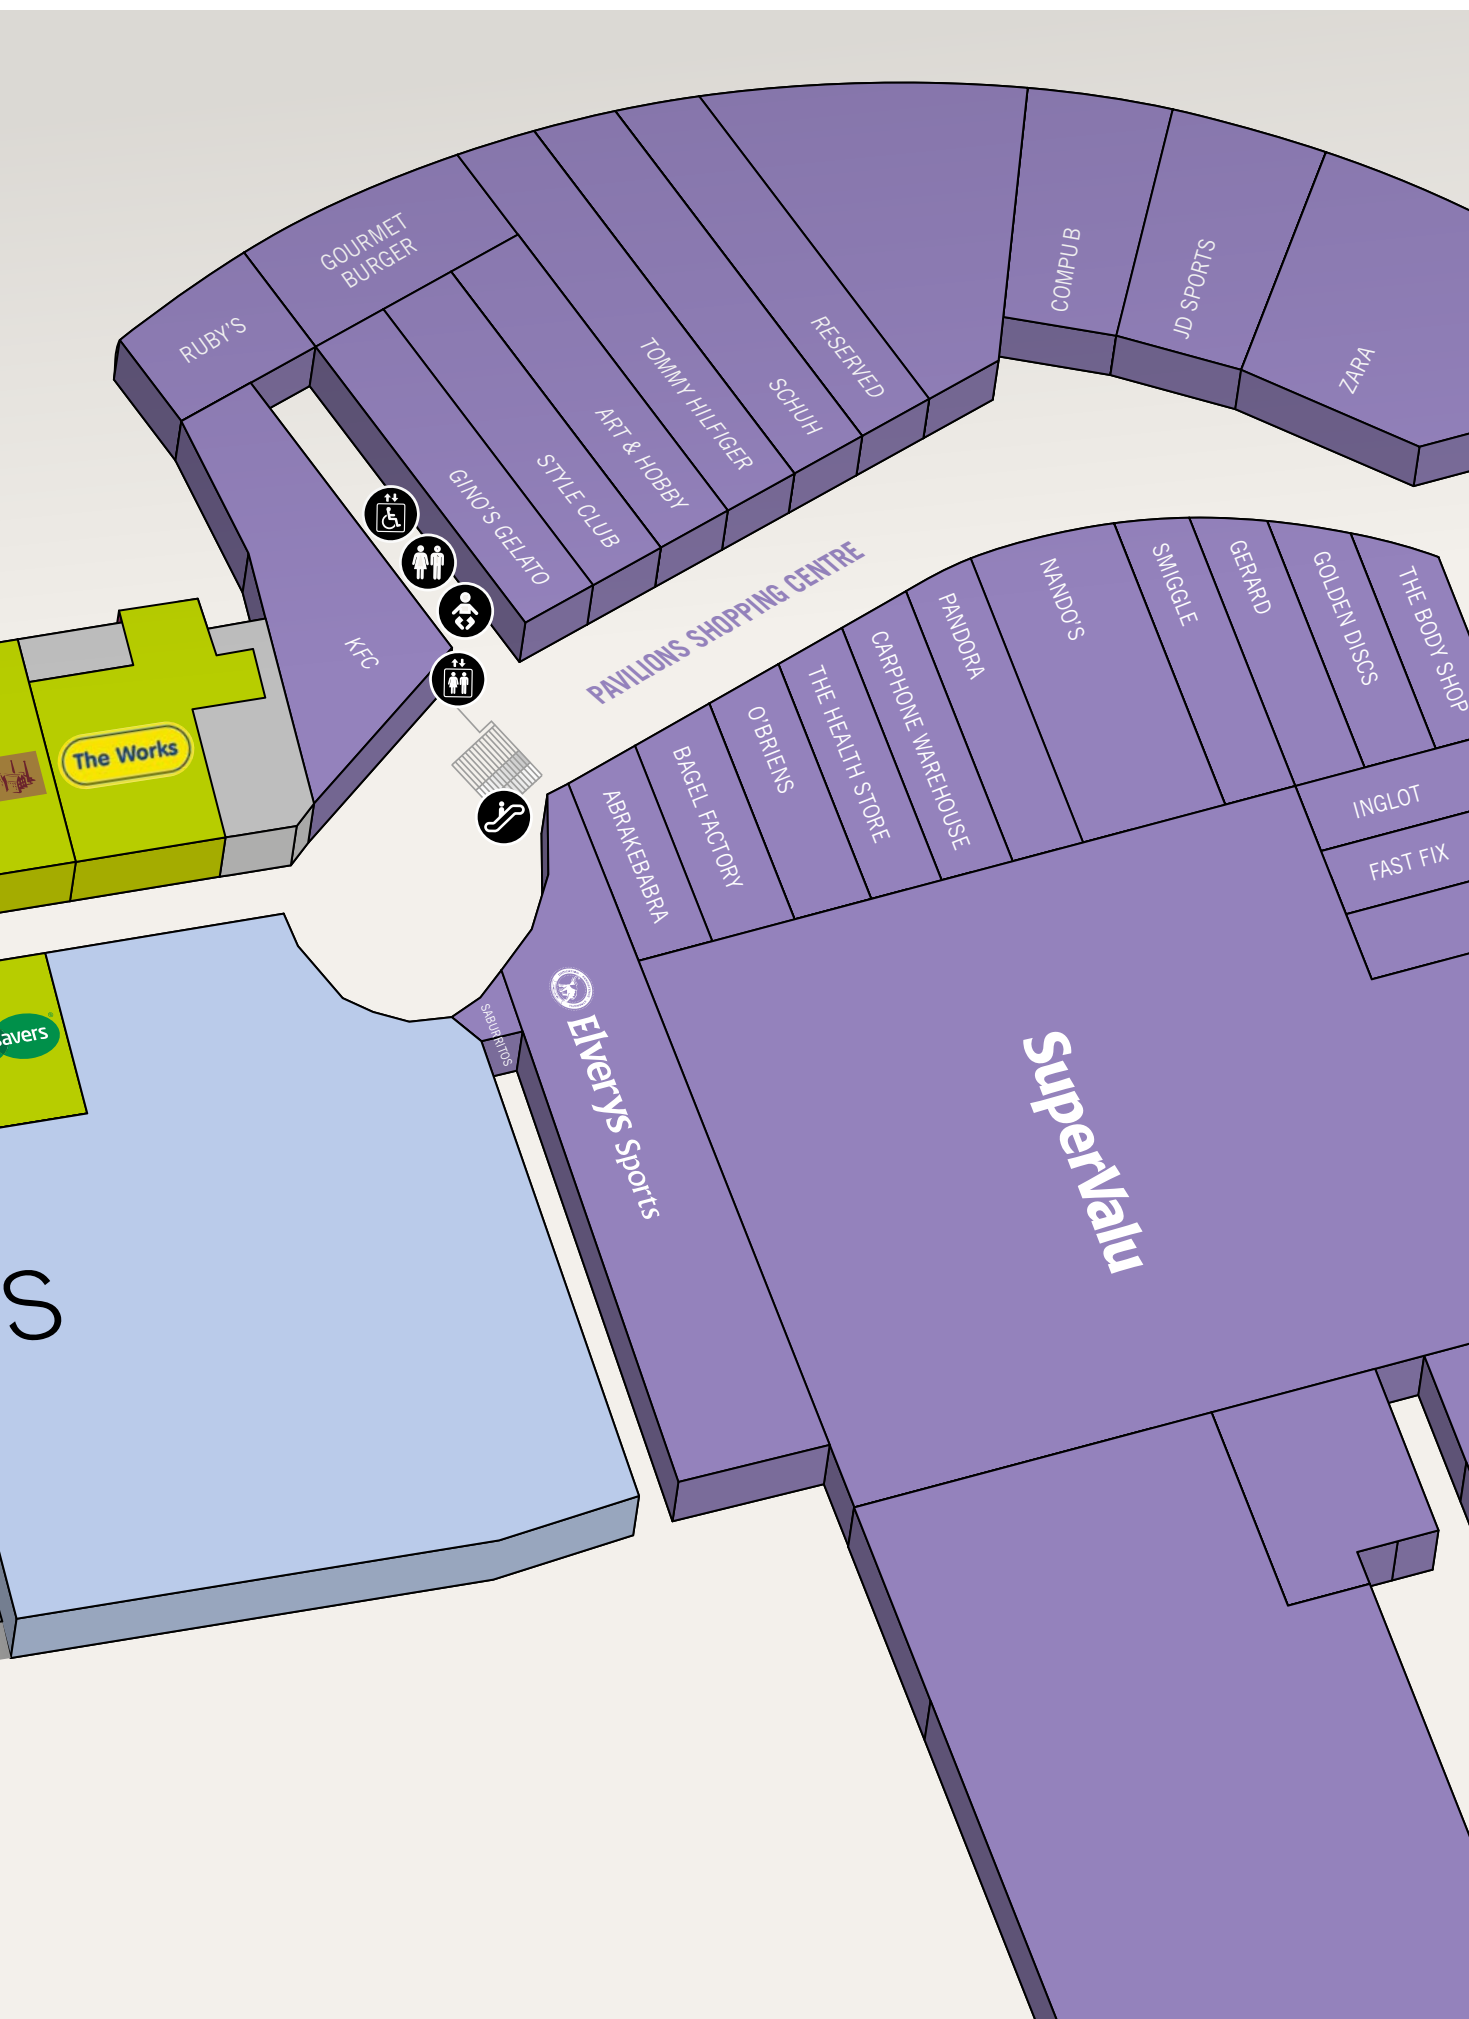 GOURMET
BURGER
RUBY'S
COMPU B
JD SPORTS
ZARA
RESERVED
SCHUH
TOMMY HILFIGER
ART & HOBBY
STYLE CLUB
GINO'S GELATO
KFC
PAVILIONS SHOPPING CENTRE
The Works
ABRAKEBABRA
BAGEL FACTORY
O'BRIENS
THE HEALTH STORE
CARPHONE WAREHOUSE
PANDORA
NANDO'S
SMIGGLE
GERARD
GOLDEN DISCS
THE BODY SHOP
INGLOT
FAST FIX
SABURRITOS
Elverys Sports
SuperValu
avers
S